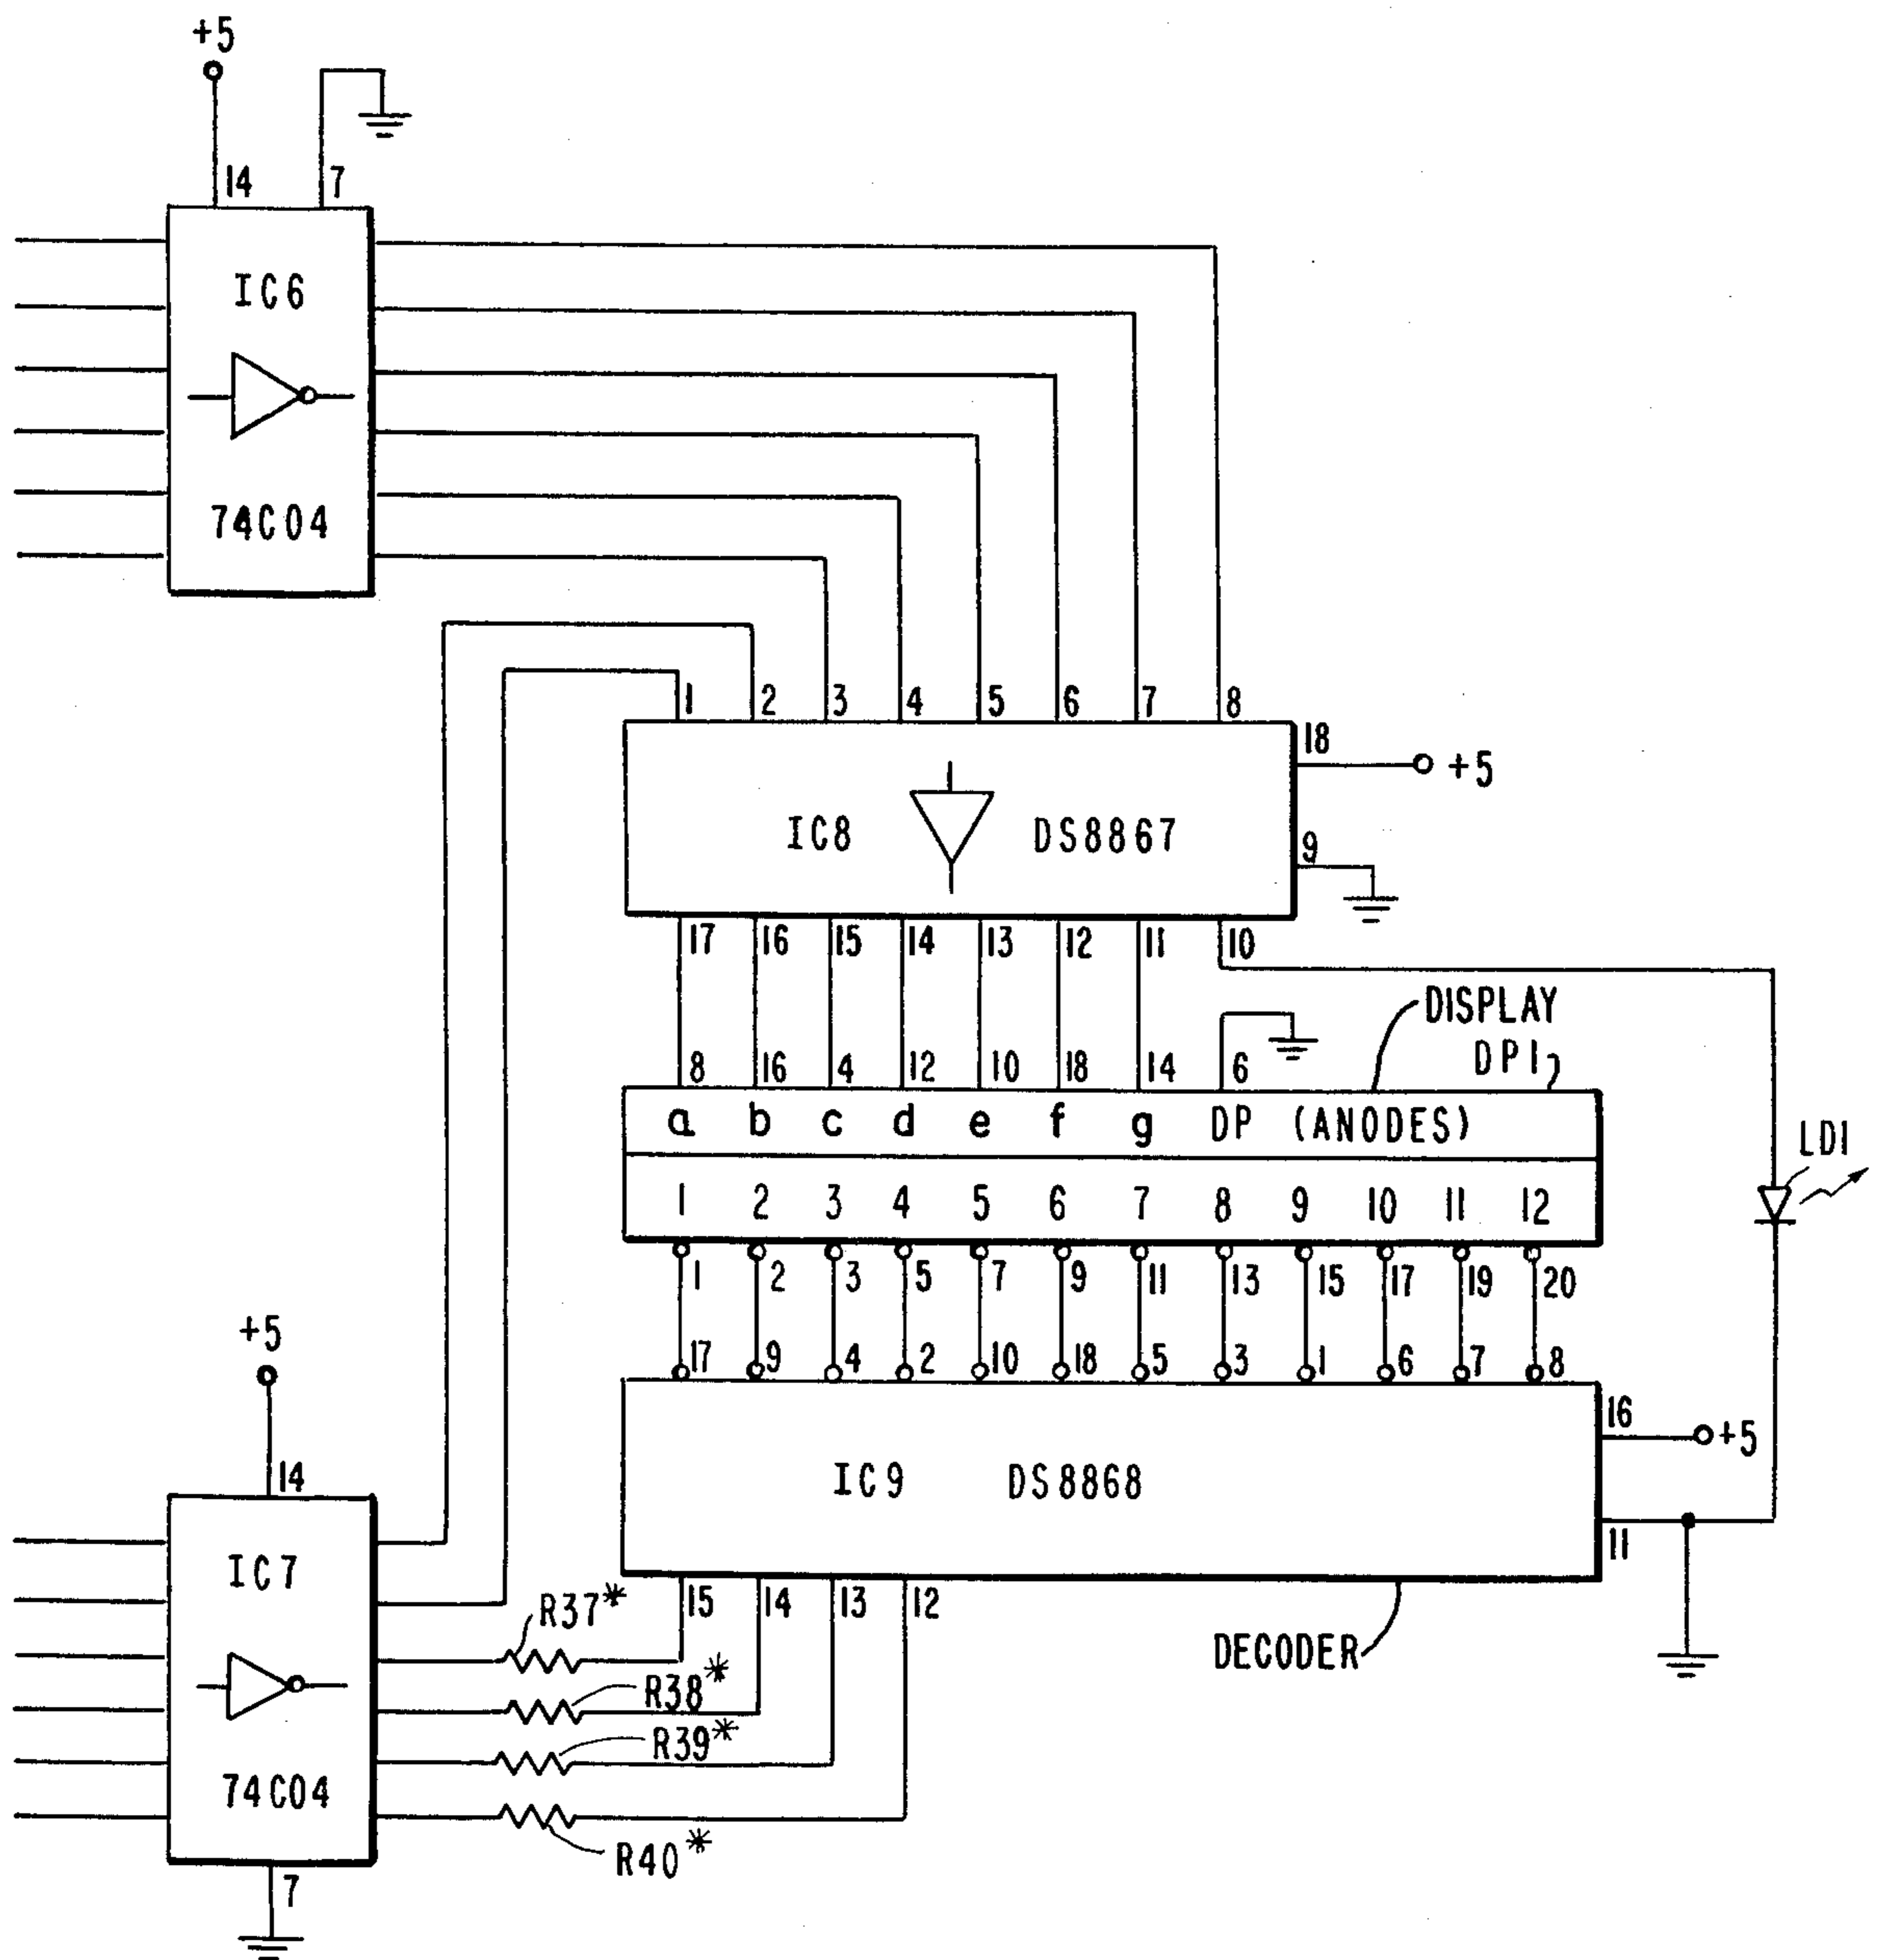 +5
14 7
IC6
74C04
1 2 3 4 5 6 7 8
18
+5
IC8 DS8867
9
17 16 15 14 13 12 11 10
DISPLAY
DP1
8 16 4 12 10 18 14 6
a b c d e f g DP (ANODES)
LD1
1 2 3 4 5 6 7 8 9 10 11 12
1 2 3 5 7 9 11 13 15 17 19 20
17 9 4 2 10 18 5 3 1 6 7 8
16
+5
IC9 DS8868
11
15 14 13 12
DECODER
+5
14
IC7
74C04
7
R37*
R38*
R39*
R40*